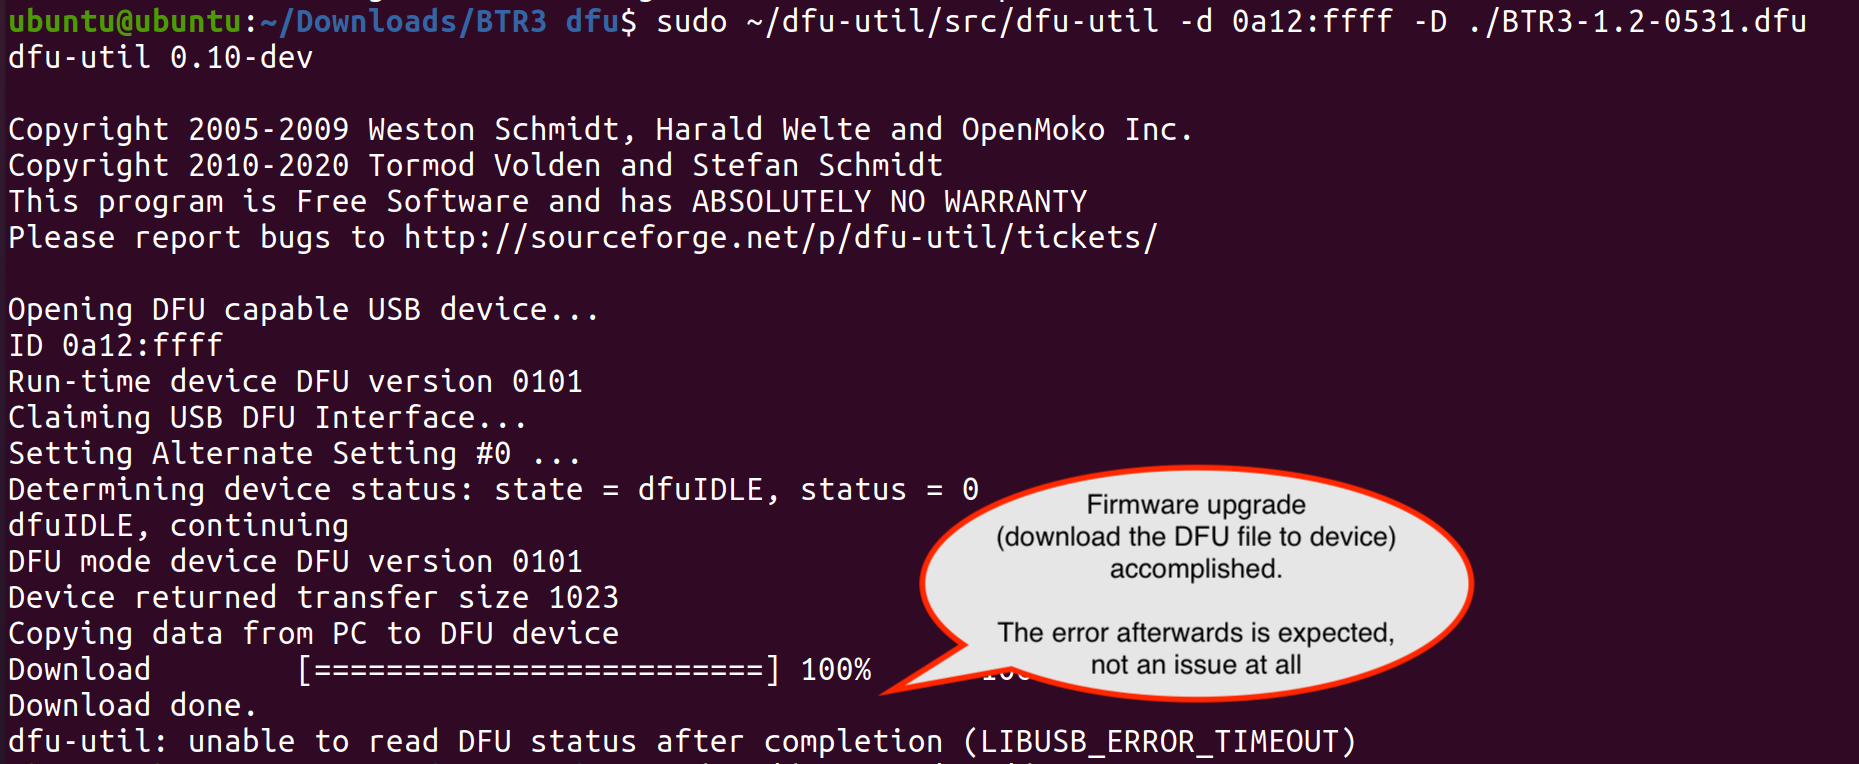 ubuntu@ubuntu:~/Downloads/BTR3 dfu$ sudo ~/dfu-util/src/dfu-util -d 0a12:ffff -D ./BTR3-1.2-0531.dfu
dfu-util 0.10-dev
Copyright 2005-2009 Weston Schmidt, Harald Welte and OpenMoko Inc.
Copyright 2010-2020 Tormod Volden and Stefan Schmidt
This program is Free Software and has ABSOLUTELY NO WARRANTY
Please report bugs to http://sourceforge.net/p/dfu-util/tickets/
Opening DFU capable USB device...
ID 0a12:ffff
Run-time device DFU version 0101
Claiming USB DFU Interface...
Setting Alternate Setting #0 ...
Determining device status: state = dfuIDLE, status = 0
dfuIDLE, continuing
DFU mode device DFU version 0101
Device returned transfer size 1023
Copying data from PC to DFU device
Download        [=========================] 100%
Download done.
dfu-util: unable to read DFU status after completion (LIBUSB_ERROR_TIMEOUT)
Firmware upgrade
(download the DFU file to device)
accomplished.
The error afterwards is expected,
not an issue at all